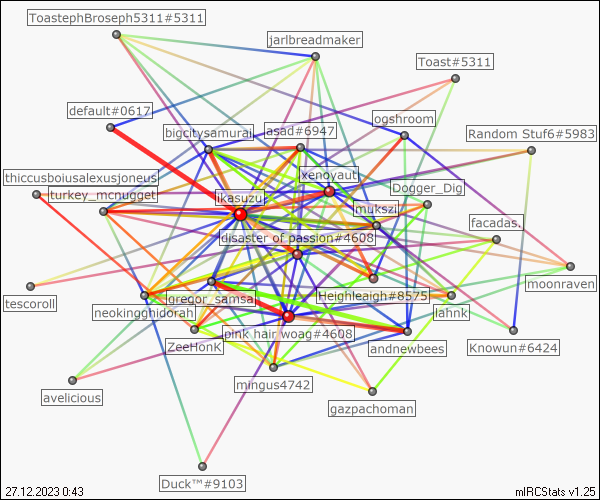 ToastephBroseph5311#5311
jarlbreadmaker
Toast#5311
default#0617
ogshroom
bigcitysamurai
asad#6947
Random Stuf6#5983
xenoyaut
thiccusboiusalexusjoneus
turkey_mcnugget
Dogger_Dig
ikasuzu
mukszi
facadas.
disaster of passion#4608
moonraven
tescoroll
gregor_samsa
Heighleaigh#8575
lahnk
neokingghidorah
pink hair woag#4608
ZeeHonK
andnewbees
Knowun#6424
mingus4742
avelicious
gazpachoman
Duck™#9103
27.12.2023 0:43
mIRCStats v1.25